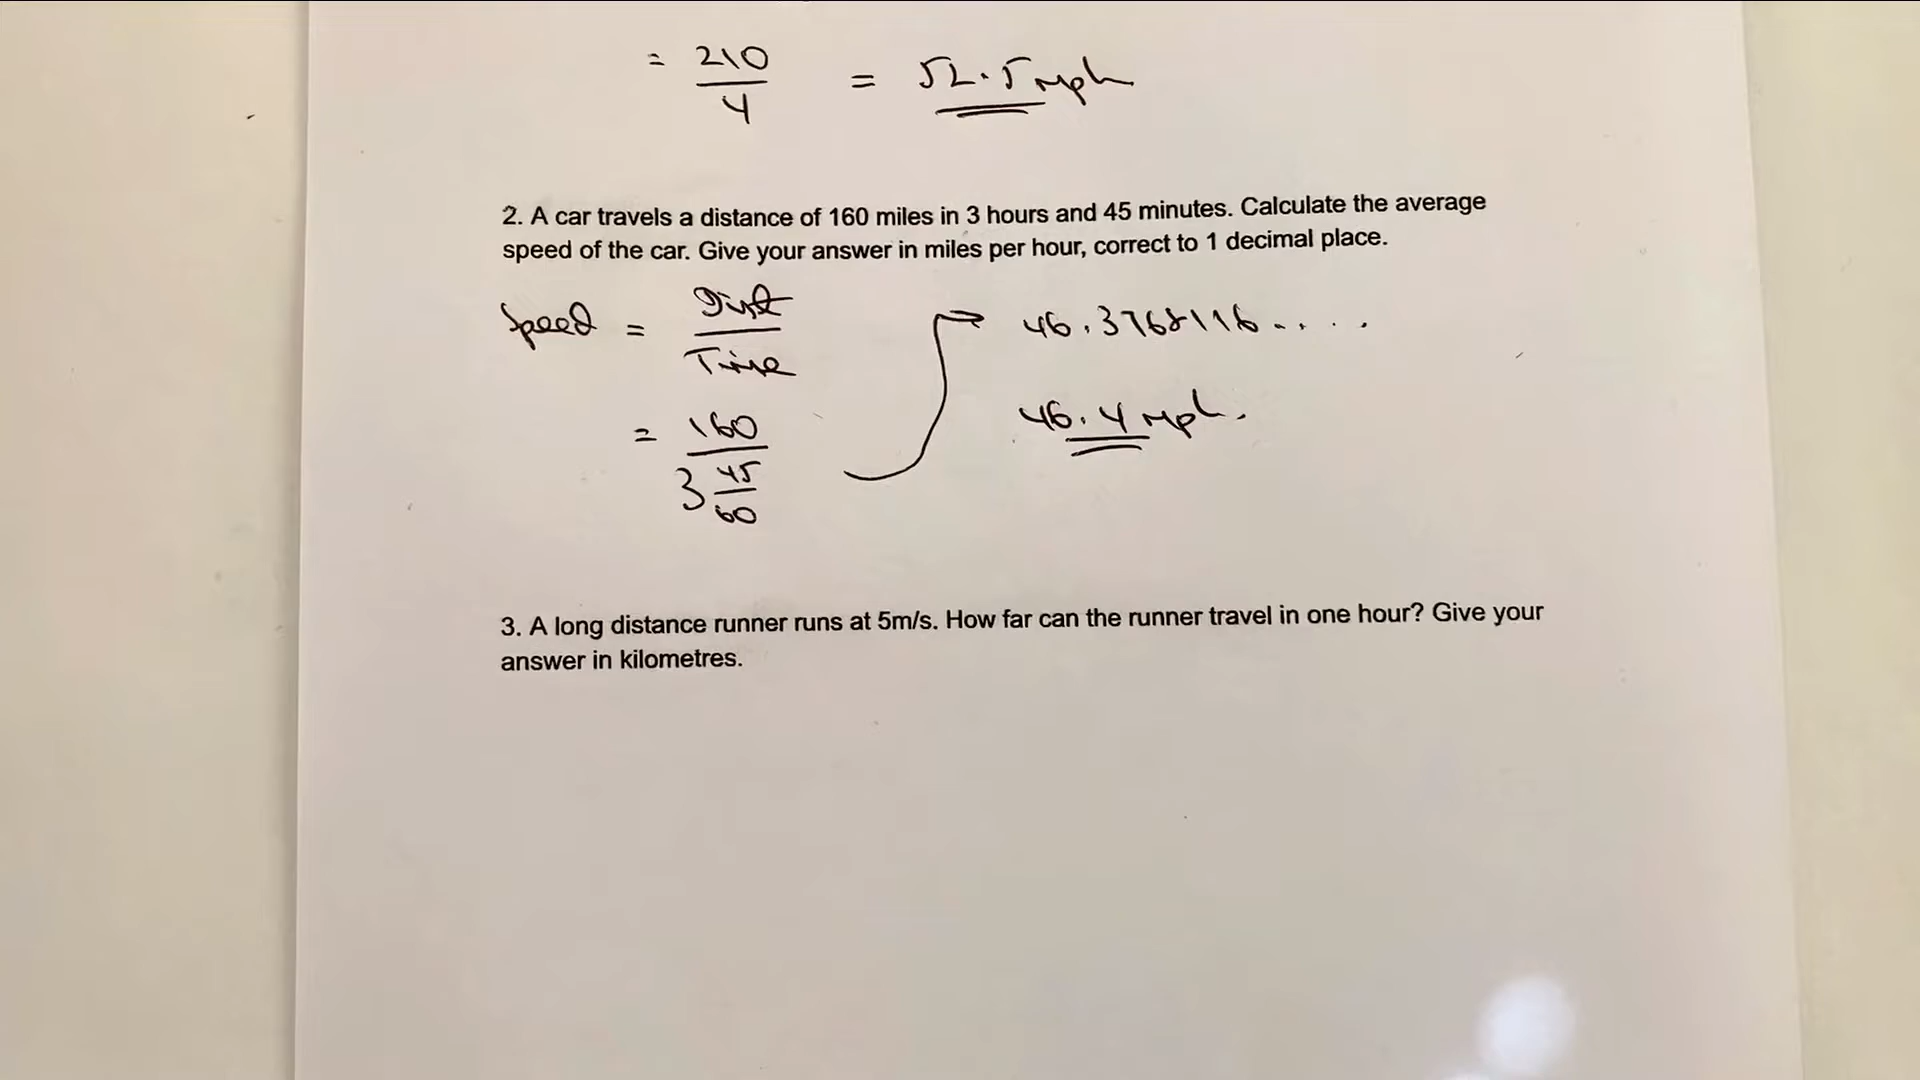 = 210/4 = 52.5mph
2. A car travels a distance of 160 miles in 3 hours and 45 minutes. Calculate the average
speed of the car. Give your answer in miles per hour, correct to 1 decimal place.
Speed = Dist/Time
= 160/3 45/60
46.3768116.....
46.4 mph.
3. A long distance runner runs at 5m/s. How far can the runner travel in one hour? Give your
answer in kilometres.